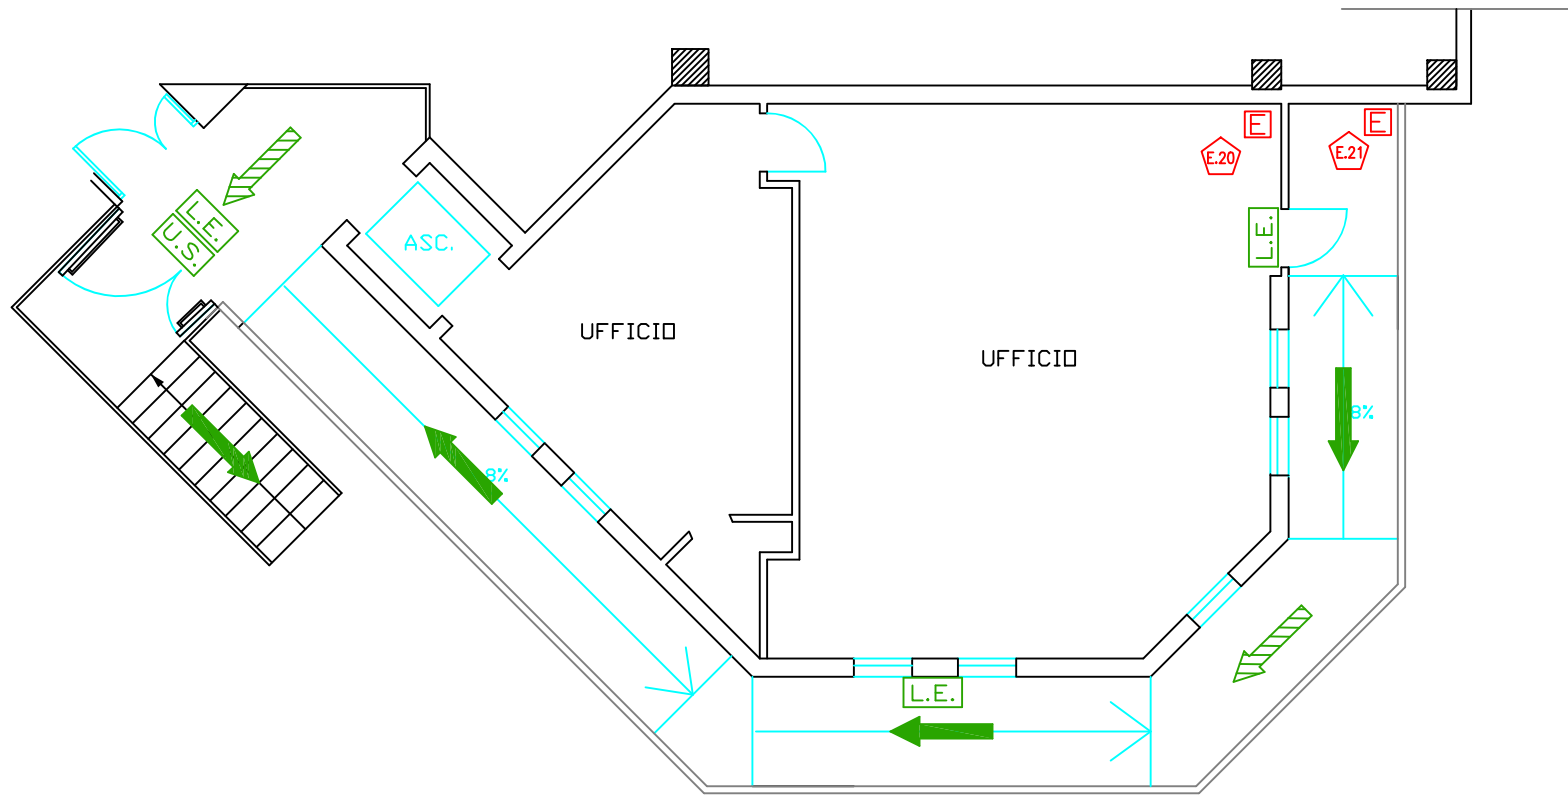 E
E
E.20
E.21
L.E.
U.S.
L.E.
ASC.
UFFICIO
UFFICIO
8%
8%
L.E.